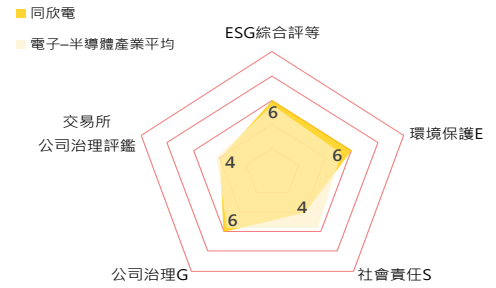 同欣電
電子–半導體產業平均
ESG綜合評等
環境保護E
社會責任S
公司治理G
交易所
公司治理評鑑
6
6
4
6
4